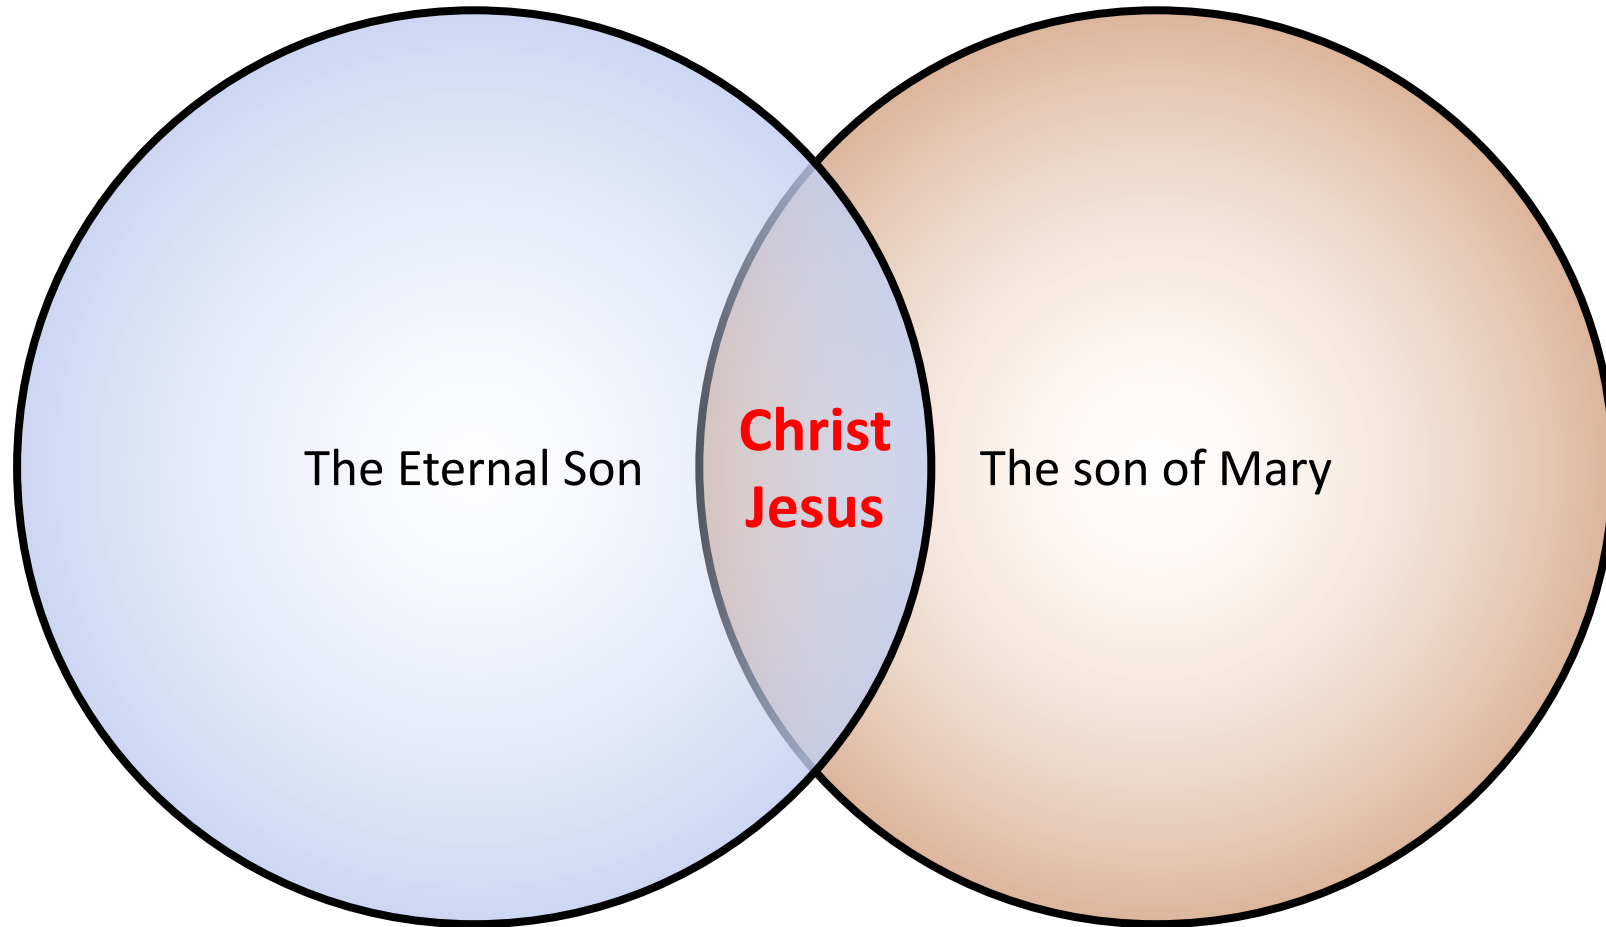 The Eternal Son
Christ
Jesus
The son of Mary